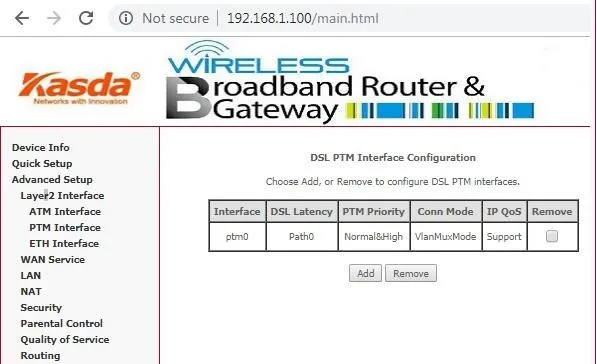 Not secure | 192.168.1.100/main.html
Kasda®
Networks with Innovation
WIRELESS
Broadband Router &
Gateway
Device Info
Quick Setup
Advanced Setup
Layer2 Interface
ATM Interface
PTM Interface
ETH Interface
WAN Service
LAN
NAT
Security
Parental Control
Quality of Service
Routing
DSL PTM Interface Configuration
Choose Add, or Remove to configure DSL PTM interfaces.
Interface DSL Latency PTM Priority Conn Mode IP QoS Remove
ptm0 Path0 Normal&High VlanMuxMode Support
Add Remove